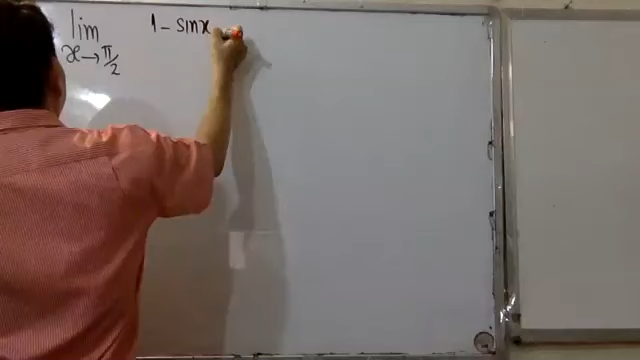 lim 1 - sinx
x → π/2